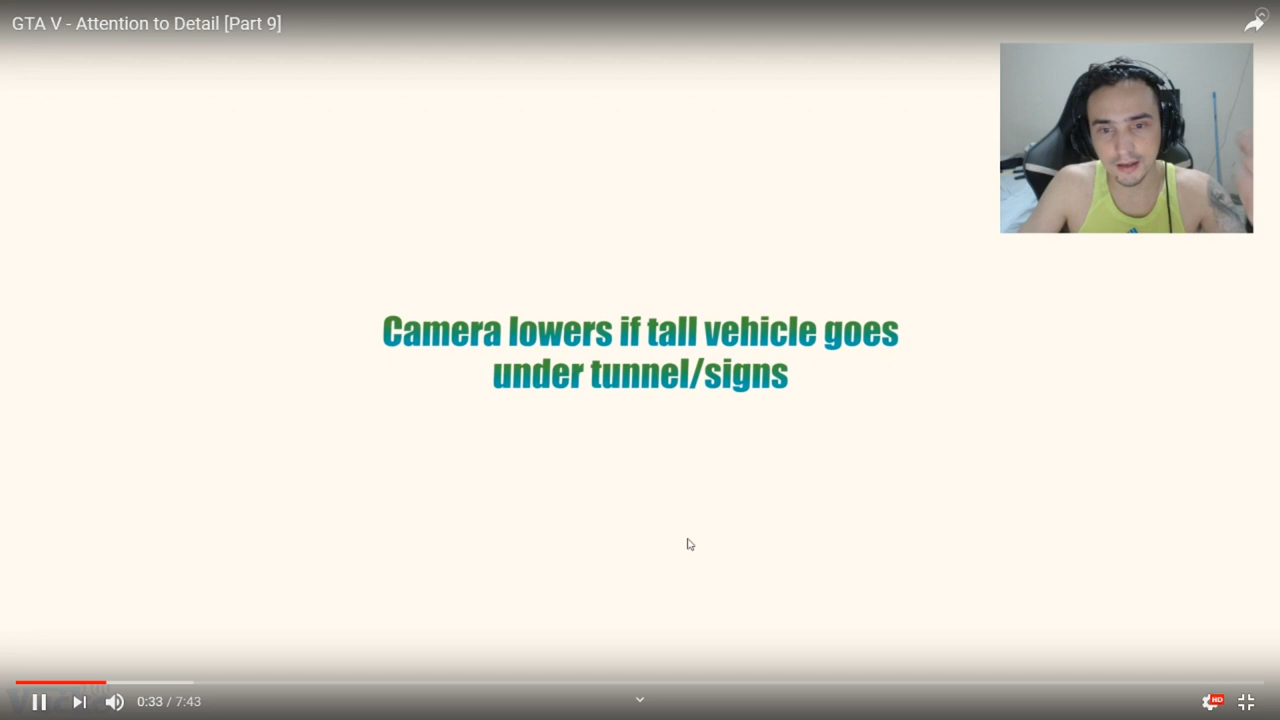 GTA V - Attention to Detail [Part 9]
Camera lowers if tall vehicle goes
under tunnel/signs
0:33 / 7:43
HD